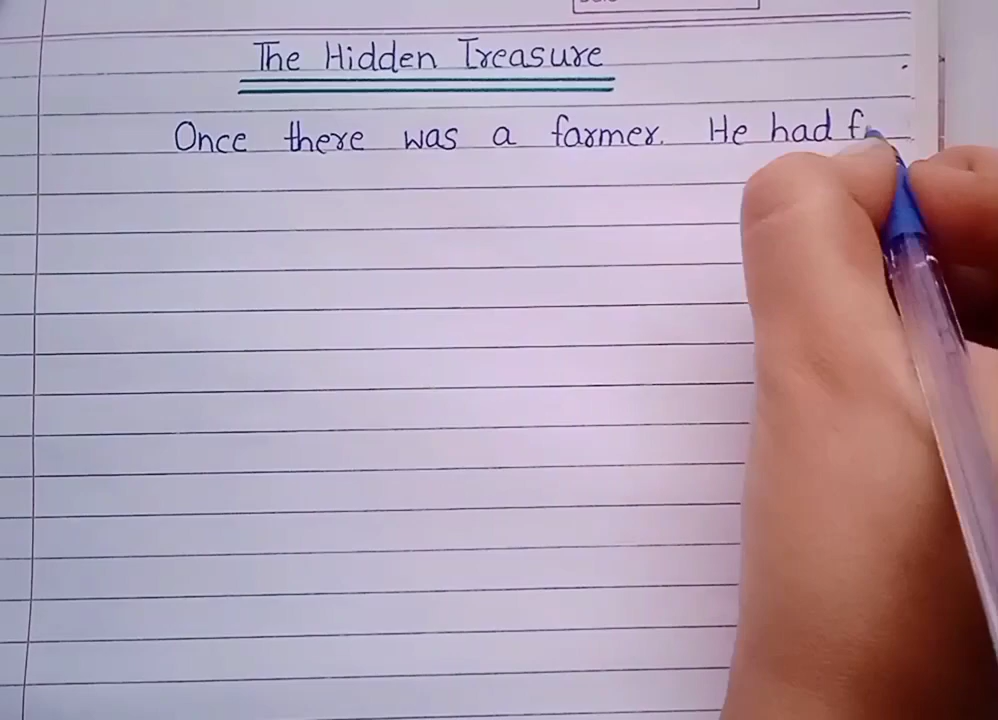 The Hidden Treasure
Once there was a farmer. He had f